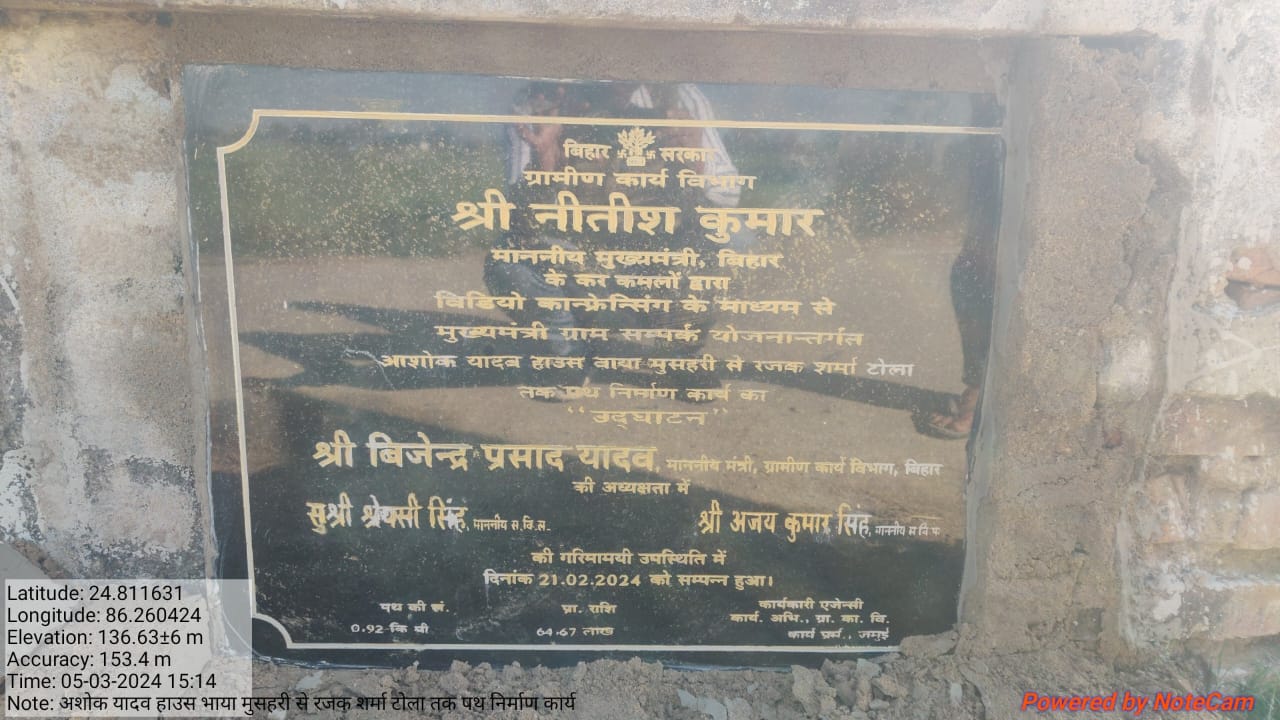 बिहार सरकार
ग्रामीण कार्य विभाग
श्री नीतीश कुमार
माननीय मुख्यमंत्री, बिहार
के कर कमलों द्वारा
विडियो कान्फ्रेन्सिंग के माध्यम से
मुख्यमंत्री ग्राम सम्पर्क योजनान्तर्गत
आशोक यादव हाउस वाया मुसहरी से रजक शर्मा टोला
तक पथ निर्माण कार्य का
“उद्घाटन”
श्री बिजेन्द्र प्रसाद यादव, माननीय मंत्री, ग्रामीण कार्य विभाग, बिहार
की अध्यक्षता में
सुश्री श्रेयसी सिंह, माननीय स.वि.स.
श्री अजय कुमार सिंह, माननीय स.वि.प.
की गरिमामयी उपस्थिति में
दिनांक 21.02.2024 को सम्पन्न हुआ।
पथ की लं.
0.92 कि मी
प्रा. राशि
64.67 लाख
कार्यकारी एजेन्सी
कार्य. अभि., ग्रा. का. वि.
कार्य प्रमं., जमुई
Latitude: 24.811631
Longitude: 86.260424
Elevation: 136.63±6 m
Accuracy: 153.4 m
Time: 05-03-2024 15:14
Note: अशोक यादव हाउस भाया मुसहरी से रजक शर्मा टोला तक पथ निर्माण कार्य
Powered by NoteCam